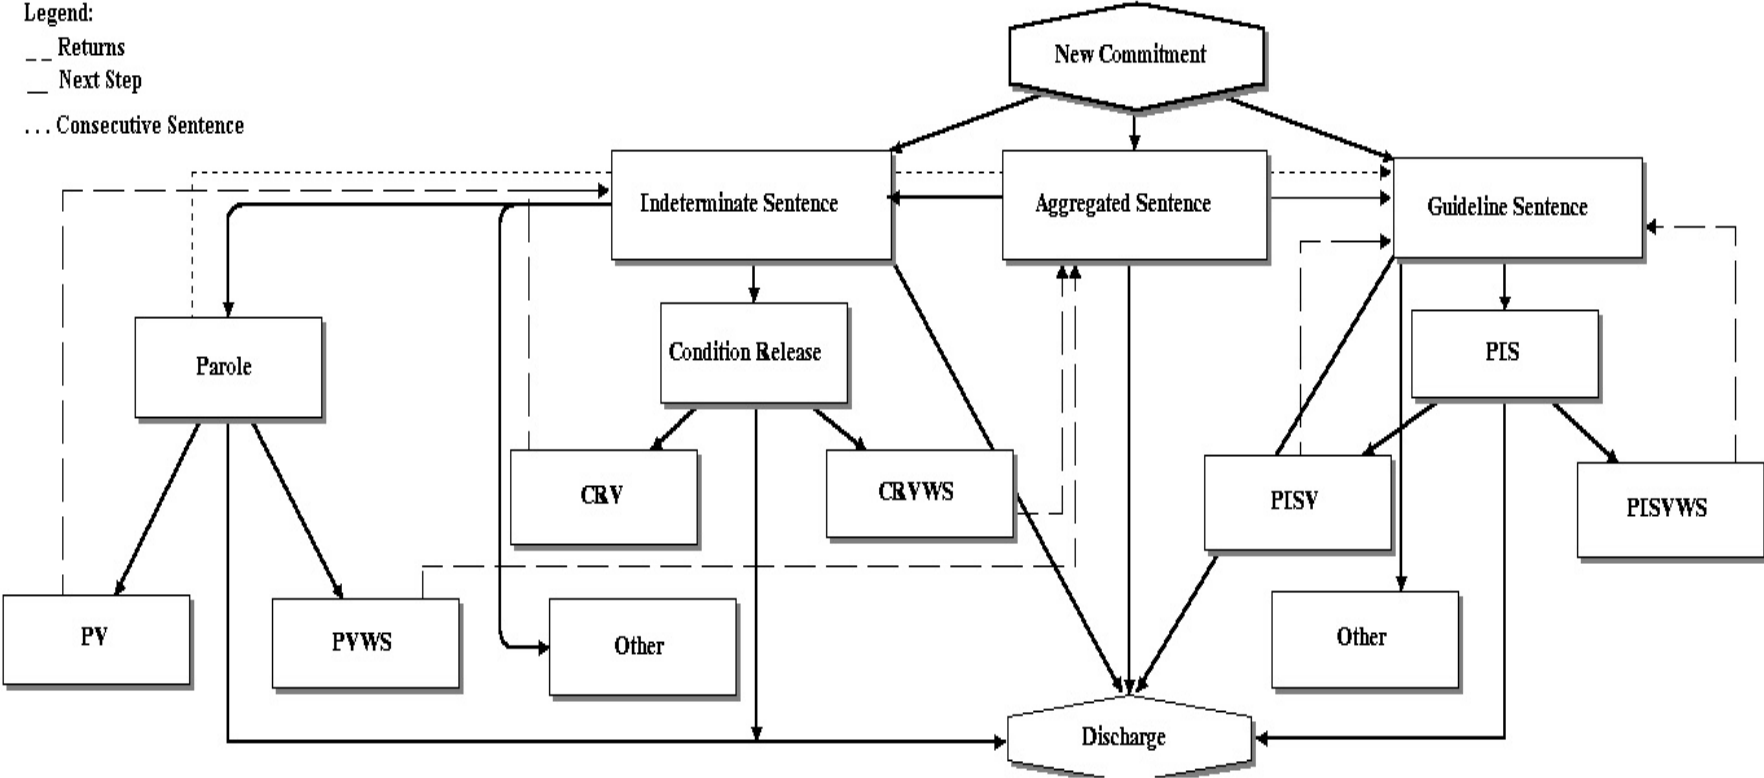 Legend:
_ _ Returns
__ Next Step
. . . Consecutive Sentence
New Commitment
Indeterminate Sentence
Aggregated Sentence
Guideline Sentence
Parole
Condition Release
PIS
CRV
CRVWS
PISV
PISVWS
PV
PVWS
Other
Other
Discharge